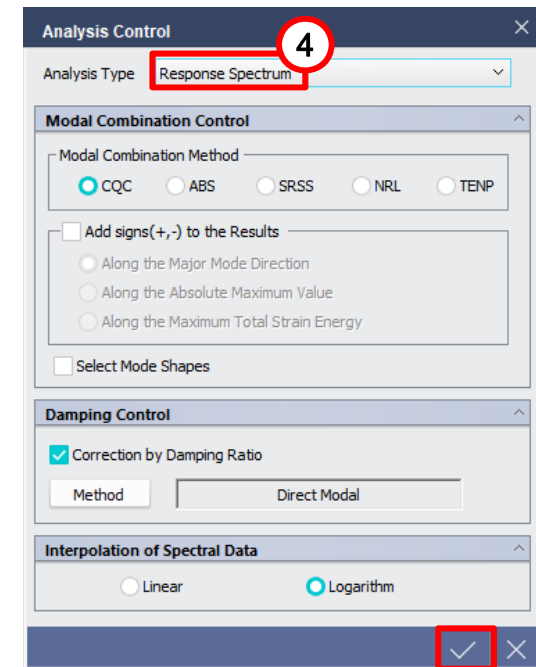 Analysis Control
4
Analysis Type Response Spectrum
Modal Combination Control
Modal Combination Method
CQC ABS SRSS NRL TENP
Add signs(+,-) to the Results
Along the Major Mode Direction
Along the Absolute Maximum Value
Along the Maximum Total Strain Energy
Select Mode Shapes
Damping Control
Correction by Damping Ratio
Method Direct Modal
Interpolation of Spectral Data
Linear Logarithm